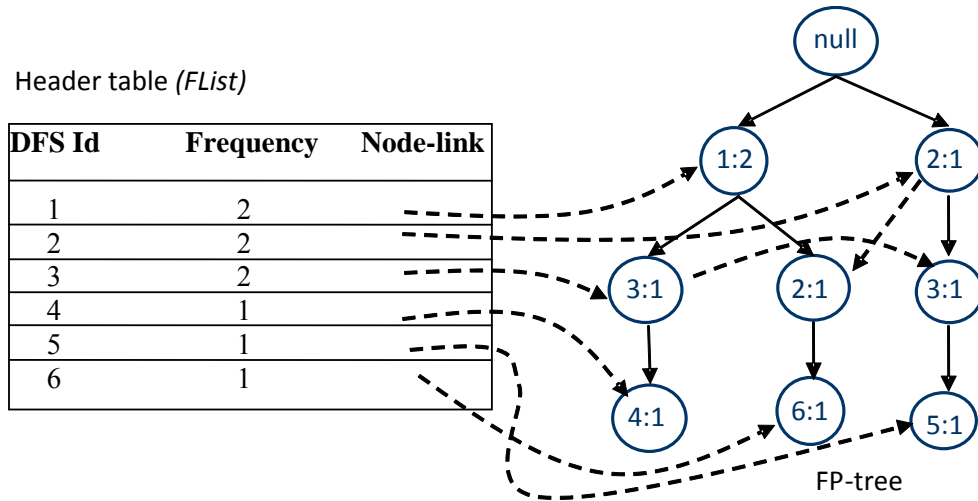 null
Header table (FList)
DFS Id Frequency Node-link
1:2 2:1
1 2
2 2
3 2
4 1
5 1
6 1
3:1 2:1 3:1
4:1 6:1 5:1
FP-tree